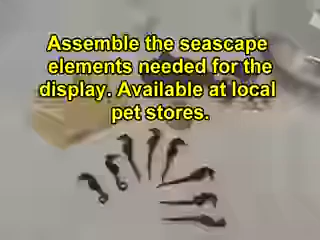 Assemble the seascape
elements needed for the
display. Available at local
pet stores.